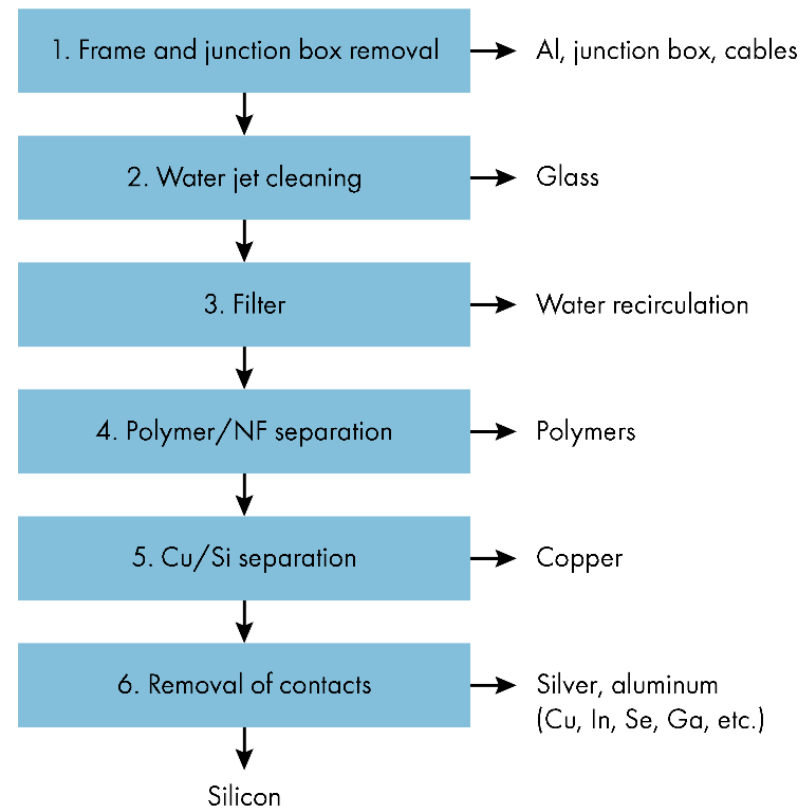 1. Frame and junction box removal
Al, junction box, cables
2. Water jet cleaning
Glass
3. Filter
Water recirculation
4. Polymer/NF separation
Polymers
5. Cu/Si separation
Copper
6. Removal of contacts
Silver, aluminum
(Cu, In, Se, Ga, etc.)
Silicon